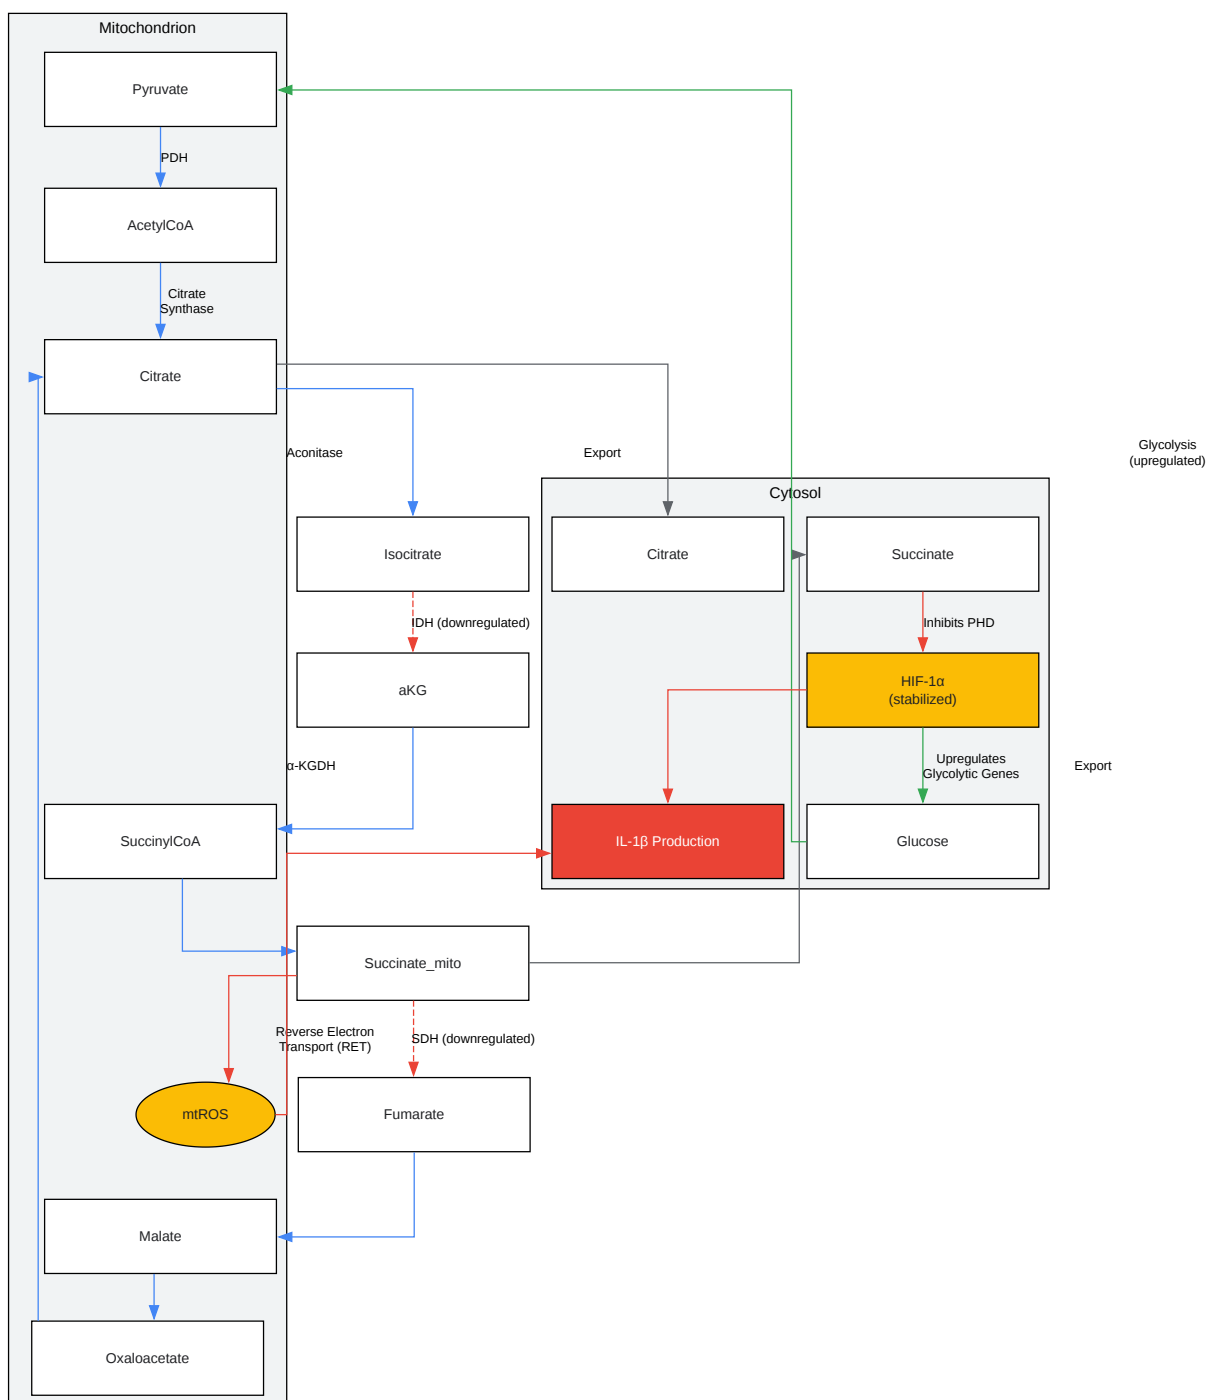 Mitochondrion
Pyruvate
PDH
AcetylCoA
Citrate
Synthase
Citrate
Aconitase
Export
Glycolysis
(upregulated)
Cytosol
Isocitrate
Citrate
Succinate
IDH (downregulated)
Inhibits PHD
aKG
HIF-1α
(stabilized)
α-KGDH
Upregulates
Glycolytic Genes
Export
SuccinylCoA
IL-1β Production
Glucose
Succinate_mito
Reverse Electron
Transport (RET)
SDH (downregulated)
mtROS
Fumarate
Malate
Oxaloacetate